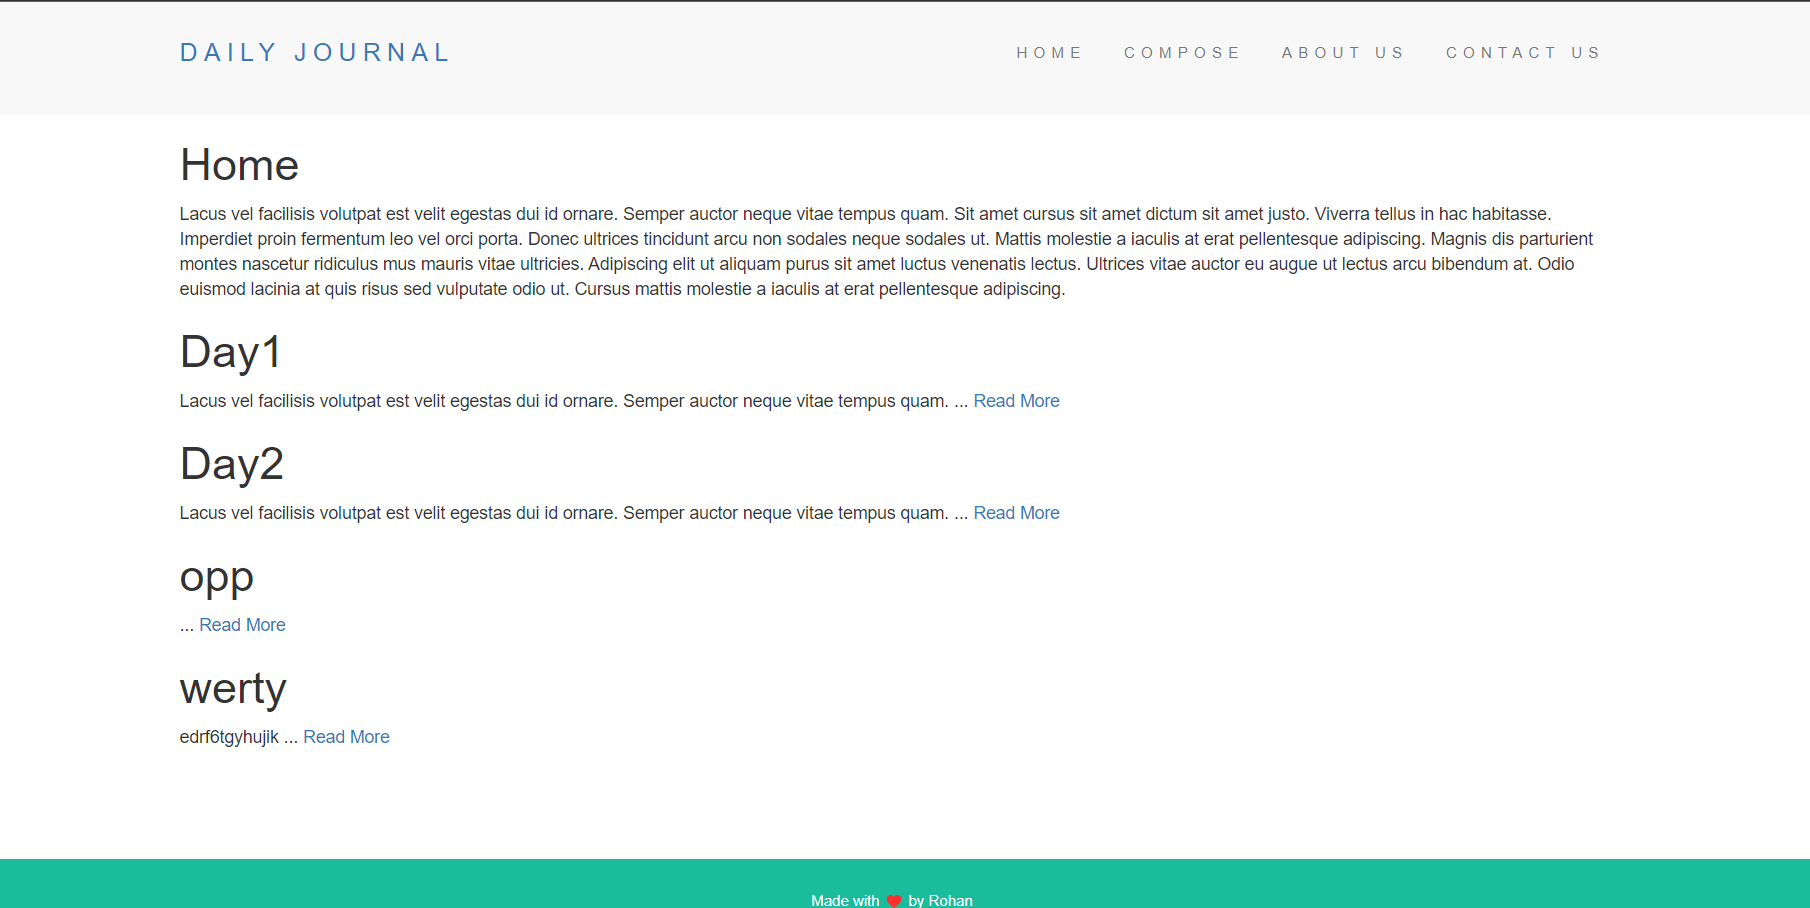 DAILY JOURNAL
HOME COMPOSE ABOUT US CONTACT US
Home
Lacus vel facilisis volutpat est velit egestas dui id ornare. Semper auctor neque vitae tempus quam. Sit amet cursus sit amet dictum sit amet justo. Viverra tellus in hac habitasse.
Imperdiet proin fermentum leo vel orci porta. Donec ultrices tincidunt arcu non sodales neque sodales ut. Mattis molestie a iaculis at erat pellentesque adipiscing. Magnis dis parturient
montes nascetur ridiculus mus mauris vitae ultricies. Adipiscing elit ut aliquam purus sit amet luctus venenatis lectus. Ultrices vitae auctor eu augue ut lectus arcu bibendum at. Odio
euismod lacinia at quis risus sed vulputate odio ut. Cursus mattis molestie a iaculis at erat pellentesque adipiscing.
Day1
Lacus vel facilisis volutpat est velit egestas dui id ornare. Semper auctor neque vitae tempus quam. ... Read More
Day2
Lacus vel facilisis volutpat est velit egestas dui id ornare. Semper auctor neque vitae tempus quam. ... Read More
opp
... Read More
werty
edrf6tgyhujik ... Read More
Made with ❤️ by Rohan